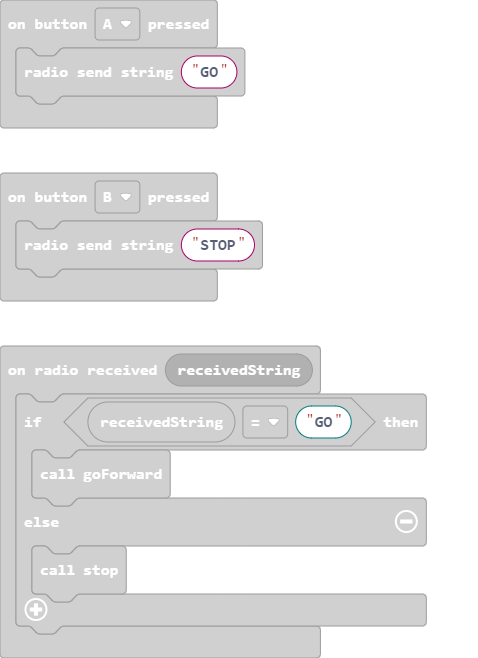 on button A pressed
radio send string "GO"
on button B pressed
radio send string "STOP"
on radio received receivedString
if receivedString = "GO" then
call goForward
else
call stop